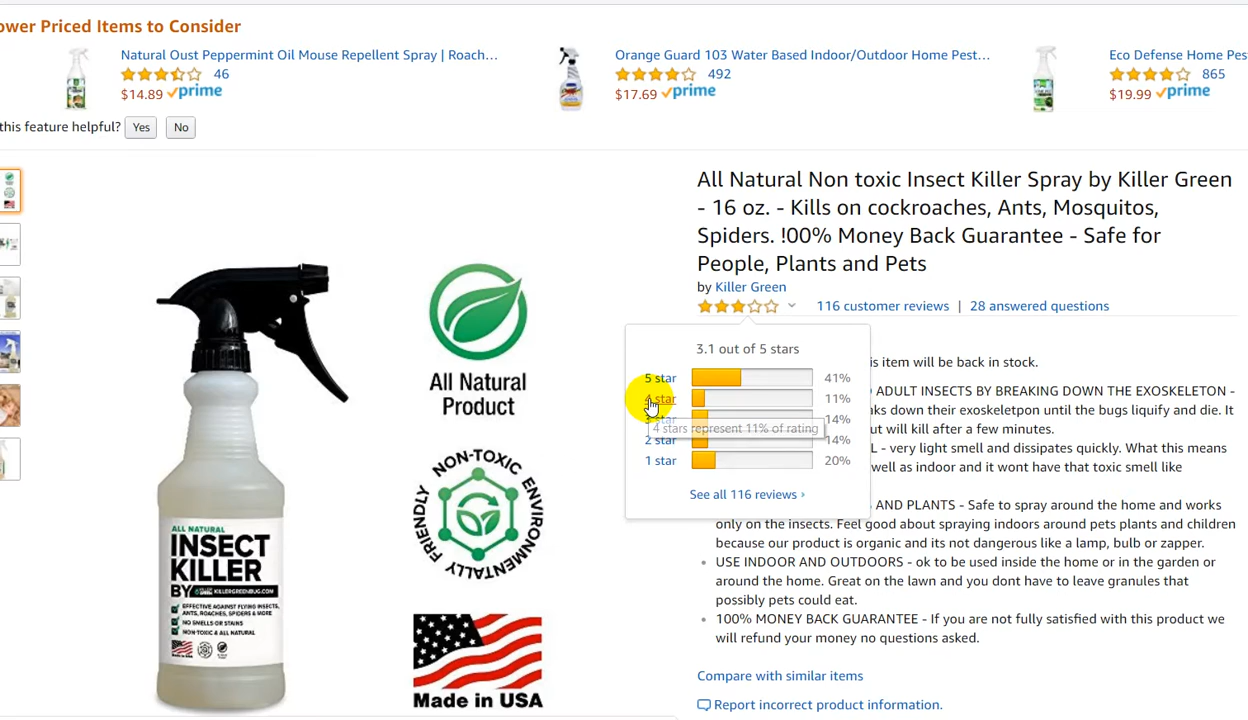 ower Priced Items to Consider
Natural Oust Peppermint Oil Mouse Repellent Spray | Roach...
46
$14.89 prime
Orange Guard 103 Water Based Indoor/Outdoor Home Pest...
492
$17.69 prime
Eco Defense Home Pes
865
$19.99 prime
this feature helpful? Yes No
All Natural Non toxic Insect Killer Spray by Killer Green
- 16 oz. - Kills on cockroaches, Ants, Mosquitos,
Spiders. !00% Money Back Guarantee - Safe for
People, Plants and Pets
by Killer Green
116 customer reviews | 28 answered questions
3.1 out of 5 stars
5 star 41%
4 star 11%
3 star 14%
4 stars represent 11% of rating
2 star 14%
1 star 20%
See all 116 reviews ›
is item will be back in stock.
ADULT INSECTS BY BREAKING DOWN THE EXOSKELETON -
ks down their exoskeletpon until the bugs liquify and die. It
ut will kill after a few minutes.
L - very light smell and dissipates quickly. What this means
well as indoor and it wont have that toxic smell like
AND PLANTS - Safe to spray around the home and works
only on the insects. Feel good about spraying indoors around pets plants and children
because our product is organic and its not dangerous like a lamp, bulb or zapper.
USE INDOOR AND OUTDOORS - ok to be used inside the home or in the garden or
around the home. Great on the lawn and you dont have to leave granules that
possibly pets could eat.
100% MONEY BACK GUARANTEE - If you are not fully satisfied with this product we
will refund your money no questions asked.
Compare with similar items
Report incorrect product information.
All Natural
Product
NON-TOXIC ENVIRONMENTALLY FRIENDLY
Made in USA
ALL NATURAL
INSECT
KILLER
BY KILLERGREENBUG.COM
EFFECTIVE AGAINST FLYING INSECTS,
ANTS, ROACHES, SPIDERS & MORE
NO SMELLS OR STAINS
NON-TOXIC & ALL NATURAL